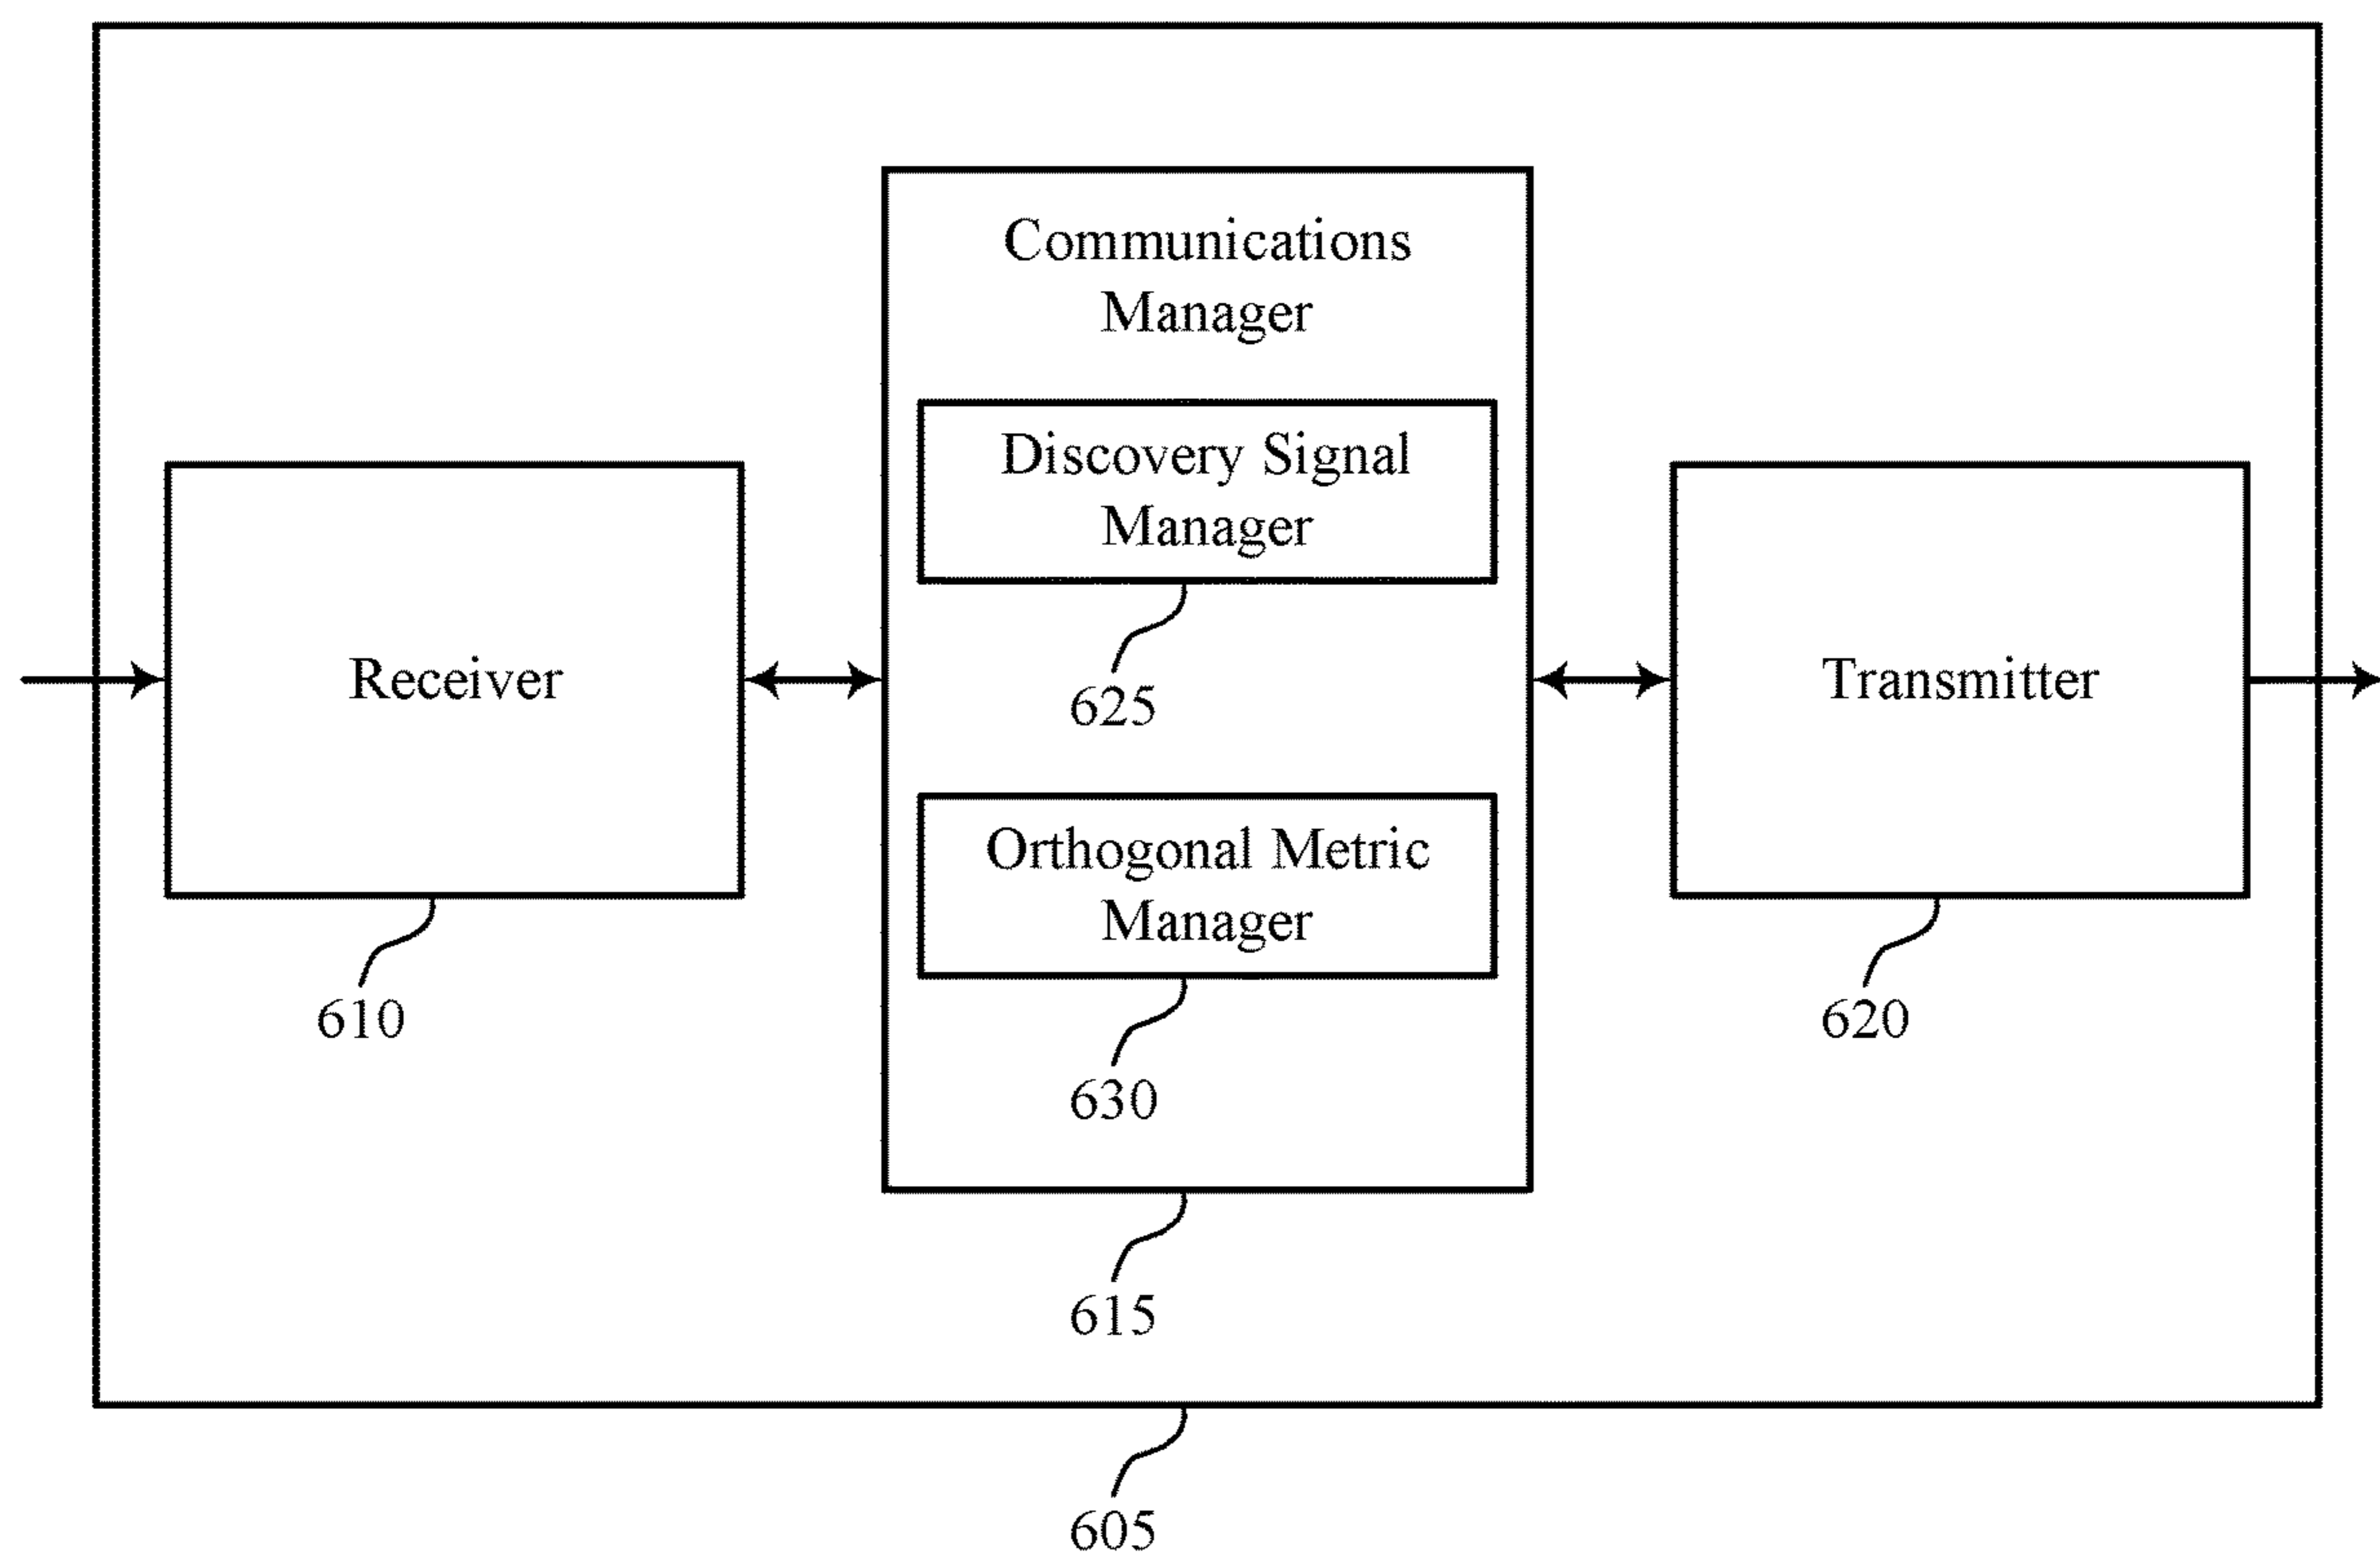 Communications
Manager
Discovery Signal
Manager
625
Receiver
Transmitter
Orthogonal Metric
Manager
610
630
620
615
605